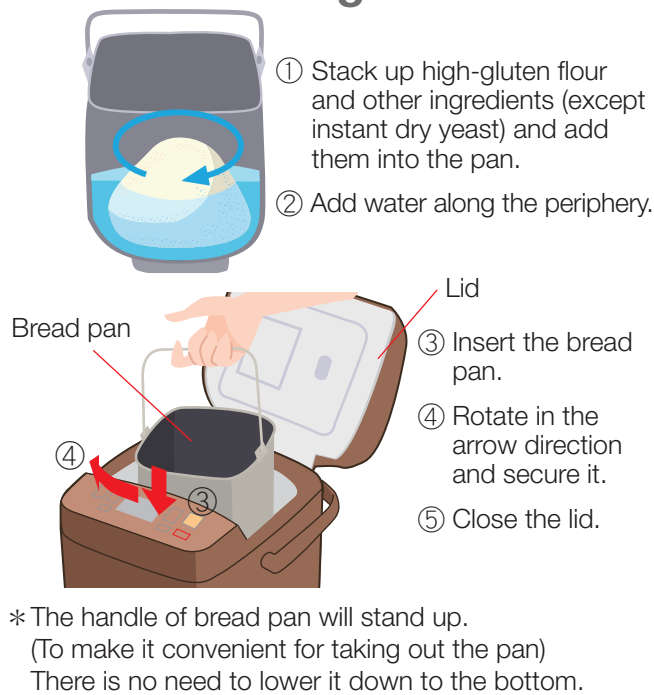 g
① Stack up high-gluten flour
and other ingredients (except
instant dry yeast) and add
them into the pan.
② Add water along the periphery.
Lid
Bread pan
③ Insert the bread
pan.
④ Rotate in the
arrow direction
and secure it.
⑤ Close the lid.
④
③
* The handle of bread pan will stand up.
(To make it convenient for taking out the pan)
There is no need to lower it down to the bottom.